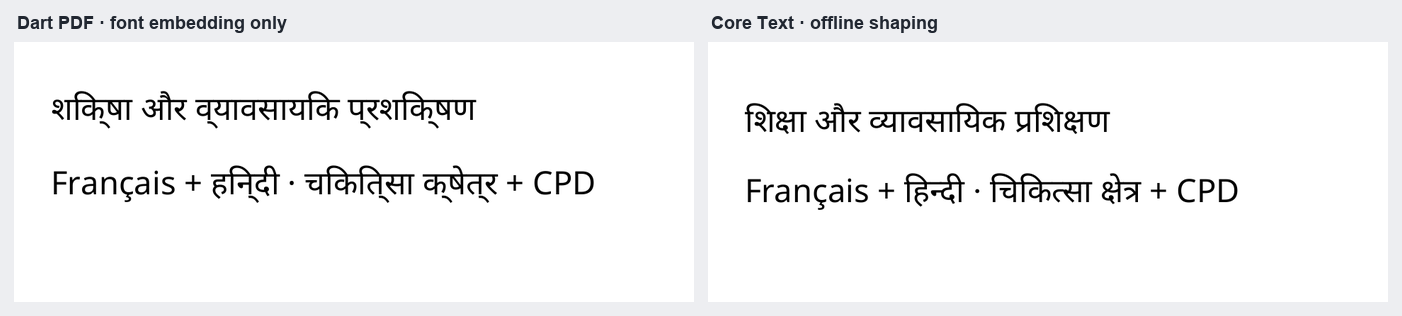 Dart PDF · font embedding only
शकि्षा और व्‌यावसायकि प्‌रशकि्षण
Français + हनि्दी · चकिति्सा क्‌षेत्‌र + CPD
Core Text · offline shaping
शिक्षा और व्यावसायिक प्रशिक्षण
Français + हिन्दी · चिकित्सा क्षेत्र + CPD